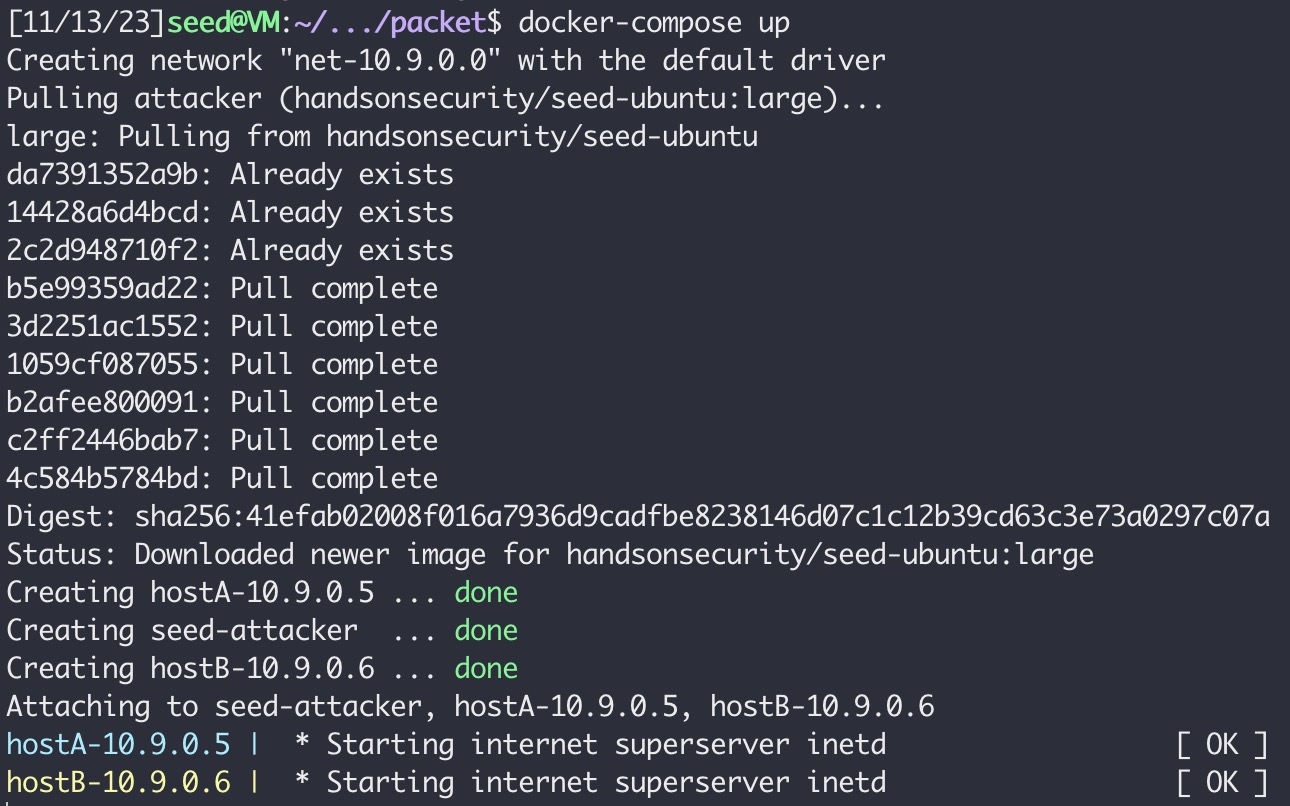 [11/13/23]seed@VM:~/.../packet$ docker-compose up
Creating network "net-10.9.0.0" with the default driver
Pulling attacker (handsonsecurity/seed-ubuntu:large)...
large: Pulling from handsonsecurity/seed-ubuntu
da7391352a9b: Already exists
14428a6d4bcd: Already exists
2c2d948710f2: Already exists
b5e99359ad22: Pull complete
3d2251ac1552: Pull complete
1059cf087055: Pull complete
b2afee800091: Pull complete
c2ff2446bab7: Pull complete
4c584b5784bd: Pull complete
Digest: sha256:41efab02008f016a7936d9cadfbe8238146d07c1c12b39cd63c3e73a0297c07a
Status: Downloaded newer image for handsonsecurity/seed-ubuntu:large
Creating hostA-10.9.0.5 ... done
Creating seed-attacker  ... done
Creating hostB-10.9.0.6 ... done
Attaching to seed-attacker, hostA-10.9.0.5, hostB-10.9.0.6
hostA-10.9.0.5 |  * Starting internet superserver inetd                  [ OK ]
hostB-10.9.0.6 |  * Starting internet superserver inetd                  [ OK ]